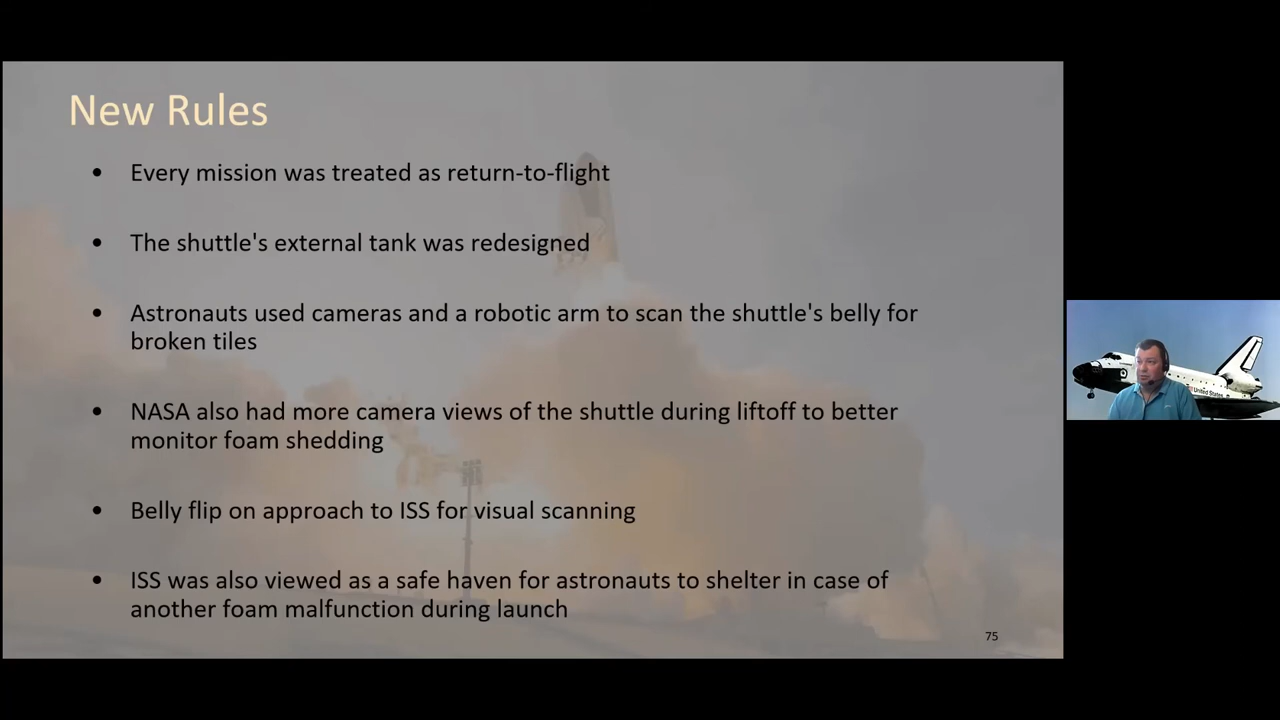 New Rules
• Every mission was treated as return-to-flight
• The shuttle's external tank was redesigned
• Astronauts used cameras and a robotic arm to scan the shuttle's belly for
broken tiles
• NASA also had more camera views of the shuttle during liftoff to better
monitor foam shedding
• Belly flip on approach to ISS for visual scanning
• ISS was also viewed as a safe haven for astronauts to shelter in case of
another foam malfunction during launch
75
United States